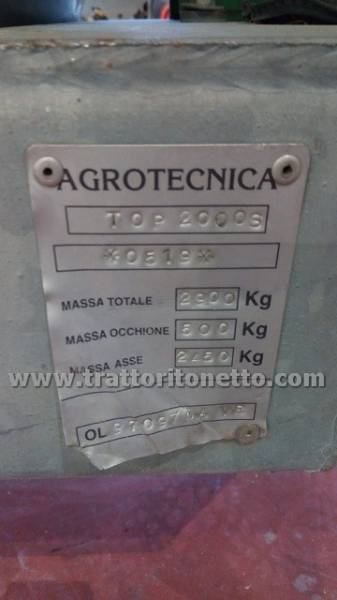 AGROTECNICA
TOP 2000S
*0519*
MASSA TOTALE 2900 Kg
MASSA OCCHIONE 500 Kg
MASSA ASSE 2450 Kg
www.trattoritonetto.com
OL